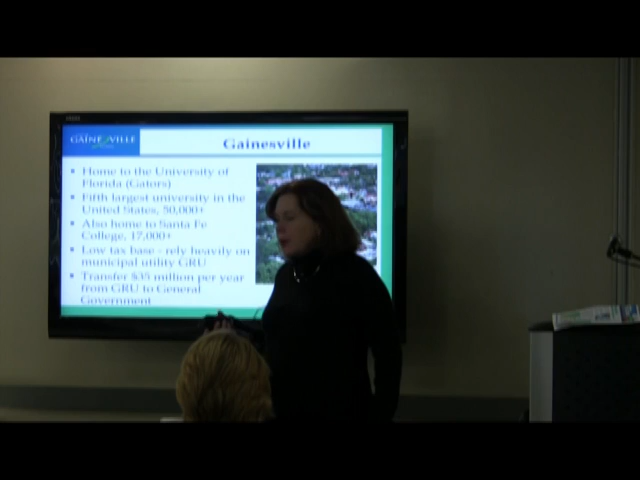 GAINESVILLE
Gainesville
Home to the University of
Florida (Gators)
Fifth largest university in the
United States, 50,000+
Also home to Santa Fe
College, 17,000+
Low tax base - rely heavily on
municipal utility GRU
Transfer $35 million per year
from GRU to General
Government